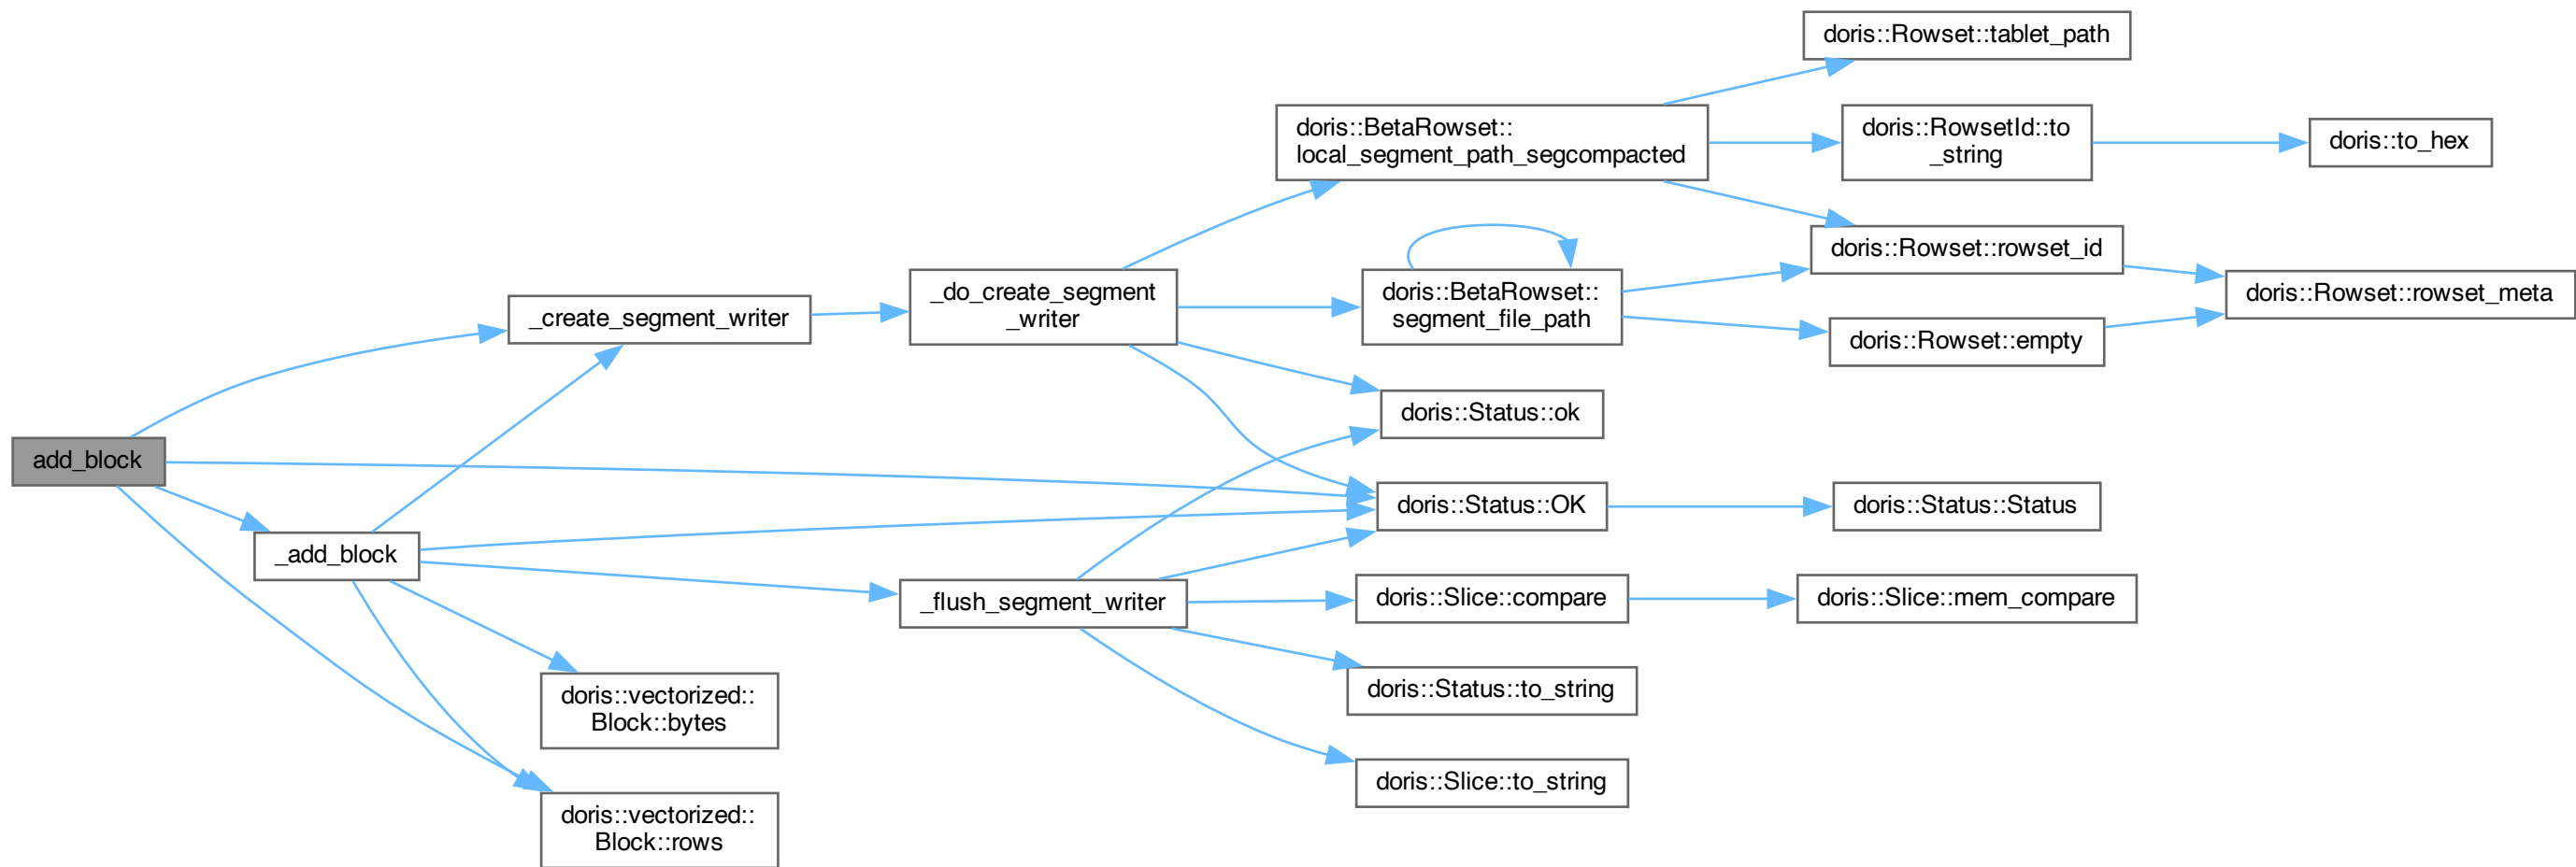 doris::Rowset::tablet_path
doris::BetaRowset::
local_segment_path_segcompacted
doris::RowsetId::to
_string
doris::to_hex
doris::Rowset::rowset_id
_do_create_segment
_writer
doris::BetaRowset::
segment_file_path
doris::Rowset::rowset_meta
_create_segment_writer
doris::Rowset::empty
doris::Status::ok
add_block
doris::Status::OK
doris::Status::Status
_add_block
_flush_segment_writer
doris::Slice::compare
doris::Slice::mem_compare
doris::vectorized::
Block::bytes
doris::Status::to_string
doris::Slice::to_string
doris::vectorized::
Block::rows